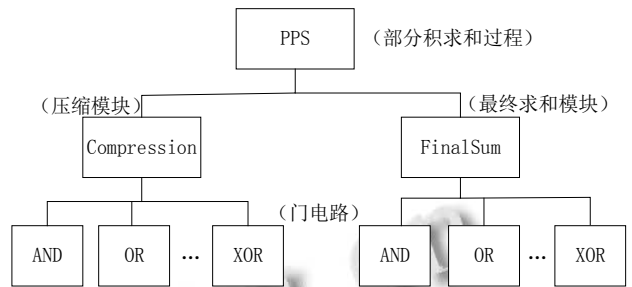 PPS （部分积求和过程）
（压缩模块） （最终求和模块）
Compression FinalSum
（门电路）
AND OR … XOR AND OR … XOR